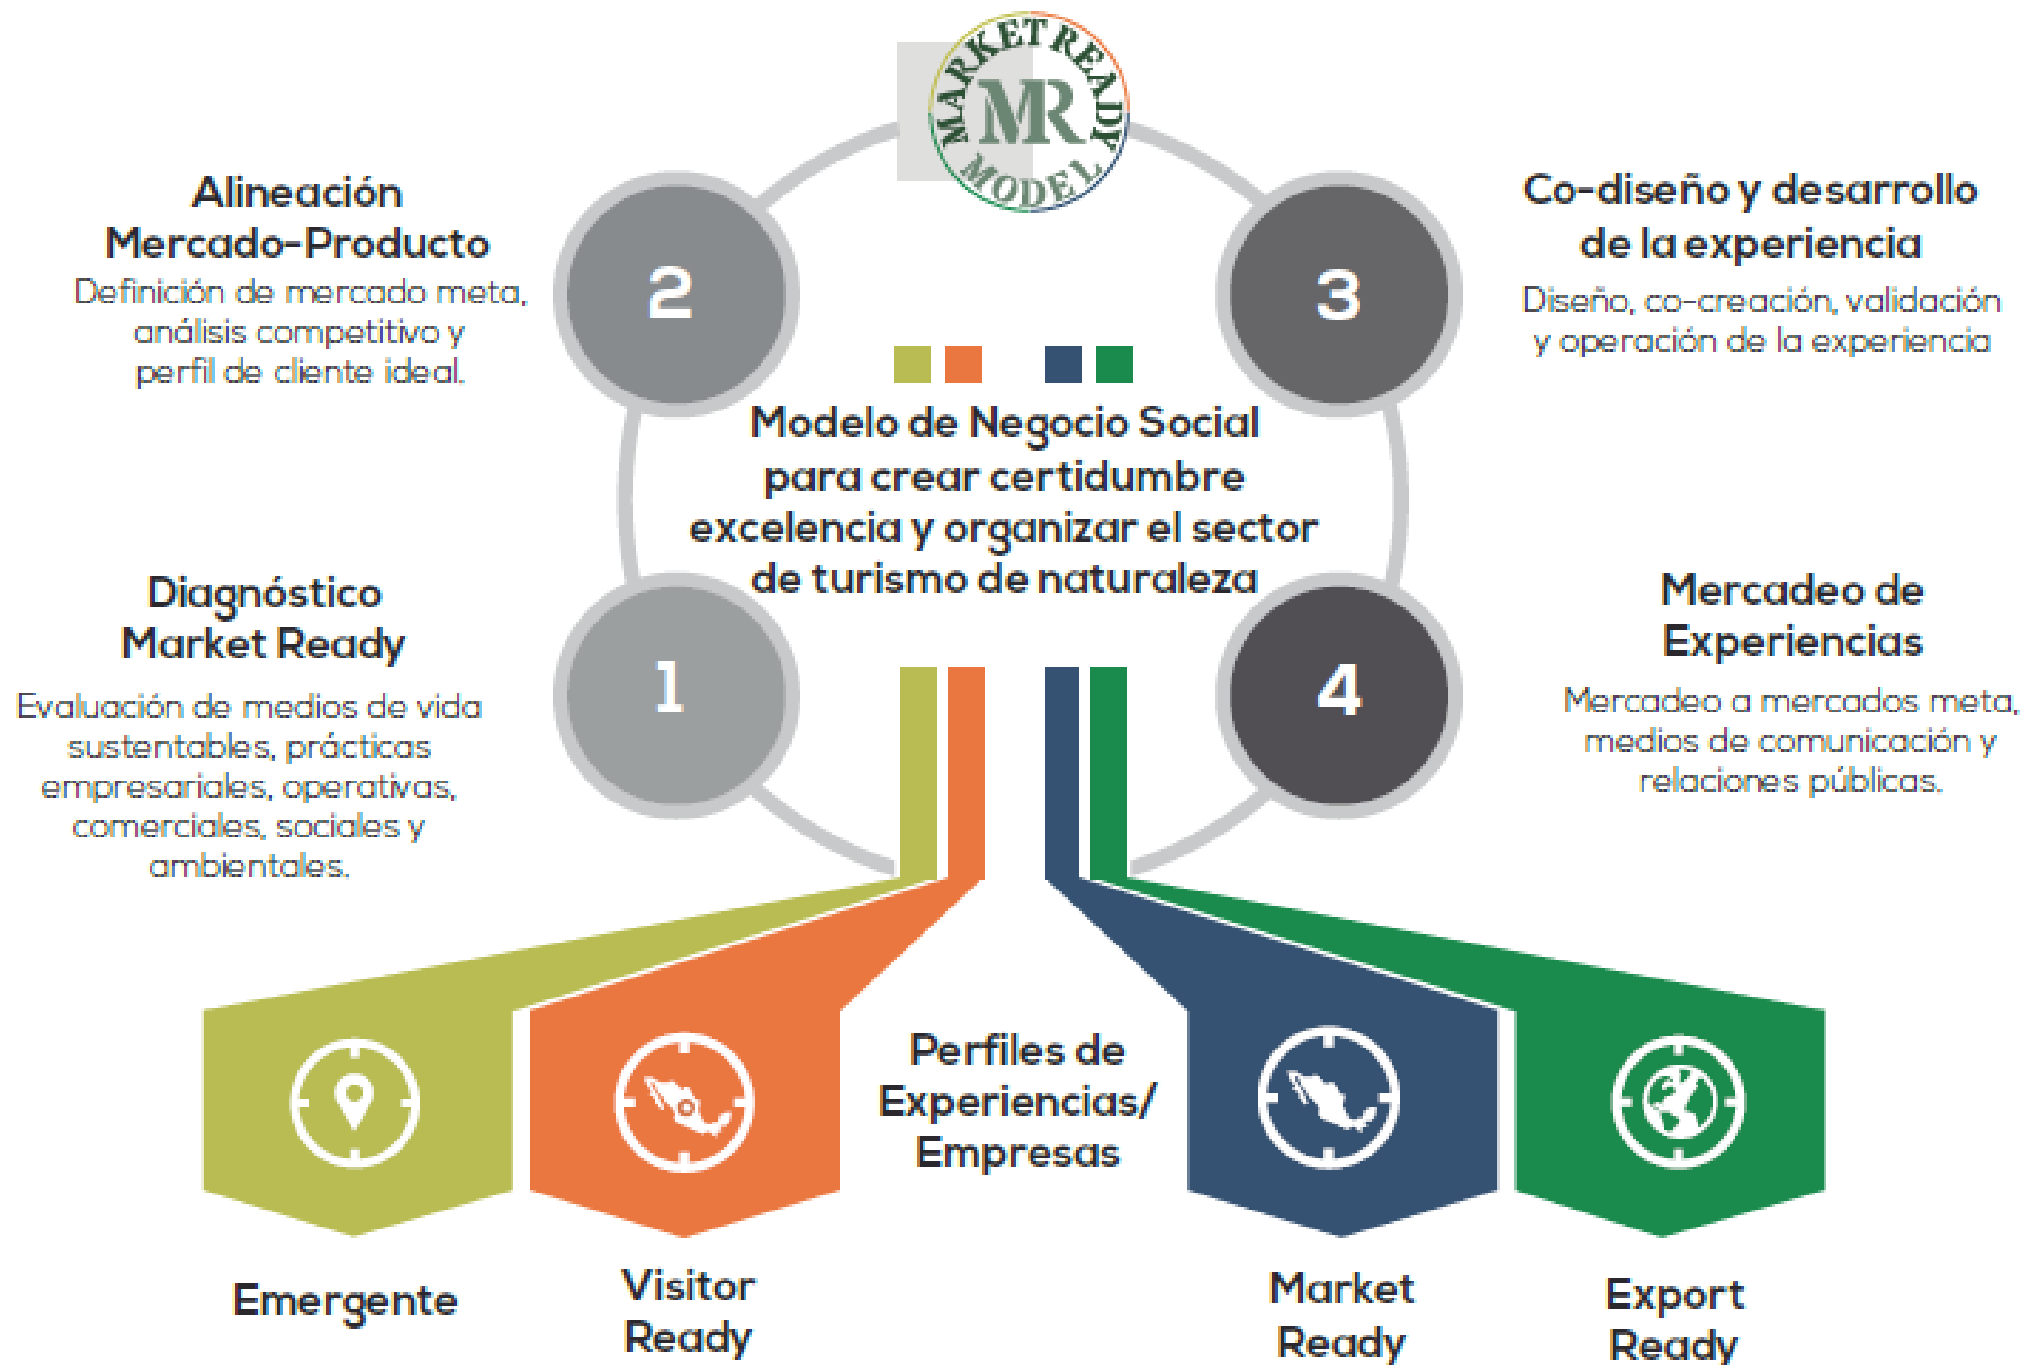 MARKET READY
MR
MODEL
Alineación
Mercado-Producto
Definición de mercado meta,
análisis competitivo y
perfil de cliente ideal.
2
3
Co-diseño y desarrollo
de la experiencia
Diseño, co-creación, validación
y operación de la experiencia
Modelo de Negocio Social
para crear certidumbre
excelencia y organizar el sector
de turismo de naturaleza
Diagnóstico
Market Ready
Evaluación de medios de vida
sustentables, prácticas
empresariales, operativas,
comerciales, sociales y
ambientales.
1
4
Mercadeo de
Experiencias
Mercadeo a mercados meta,
medios de comunicación y
relaciones públicas.
Perfiles de
Experiencias/
Empresas
Emergente
Visitor
Ready
Market
Ready
Export
Ready